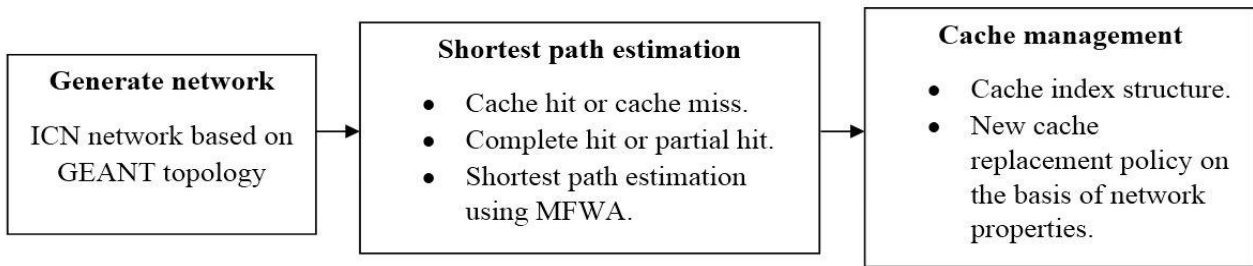 Generate network
ICN network based on
GEANT topology
Shortest path estimation
● Cache hit or cache miss.
● Complete hit or partial hit.
● Shortest path estimation
using MFWA.
Cache management
● Cache index structure.
● New cache
replacement policy on
the basis of network
properties.